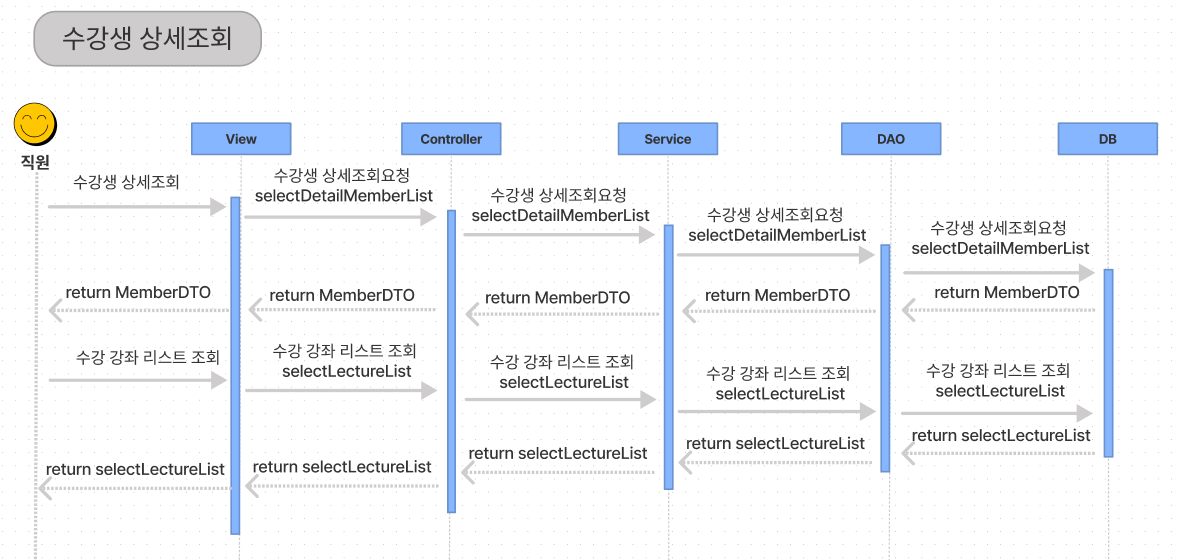 수강생 상세조회
직원
View
Controller
Service
DAO
DB
수강생 상세조회
수강생 상세조회요청
selectDetailMemberList
수강생 상세조회요청
selectDetailMemberList
수강생 상세조회요청
selectDetailMemberList
수강생 상세조회요청
selectDetailMemberList
return MemberDTO
return MemberDTO
return MemberDTO
return MemberDTO
return MemberDTO
수강 강좌 리스트 조회
수강 강좌 리스트 조회
selectLectureList
수강 강좌 리스트 조회
selectLectureList
수강 강좌 리스트 조회
selectLectureList
수강 강좌 리스트 조회
selectLectureList
return selectLectureList
return selectLectureList
return selectLectureList
return selectLectureList
return selectLectureList